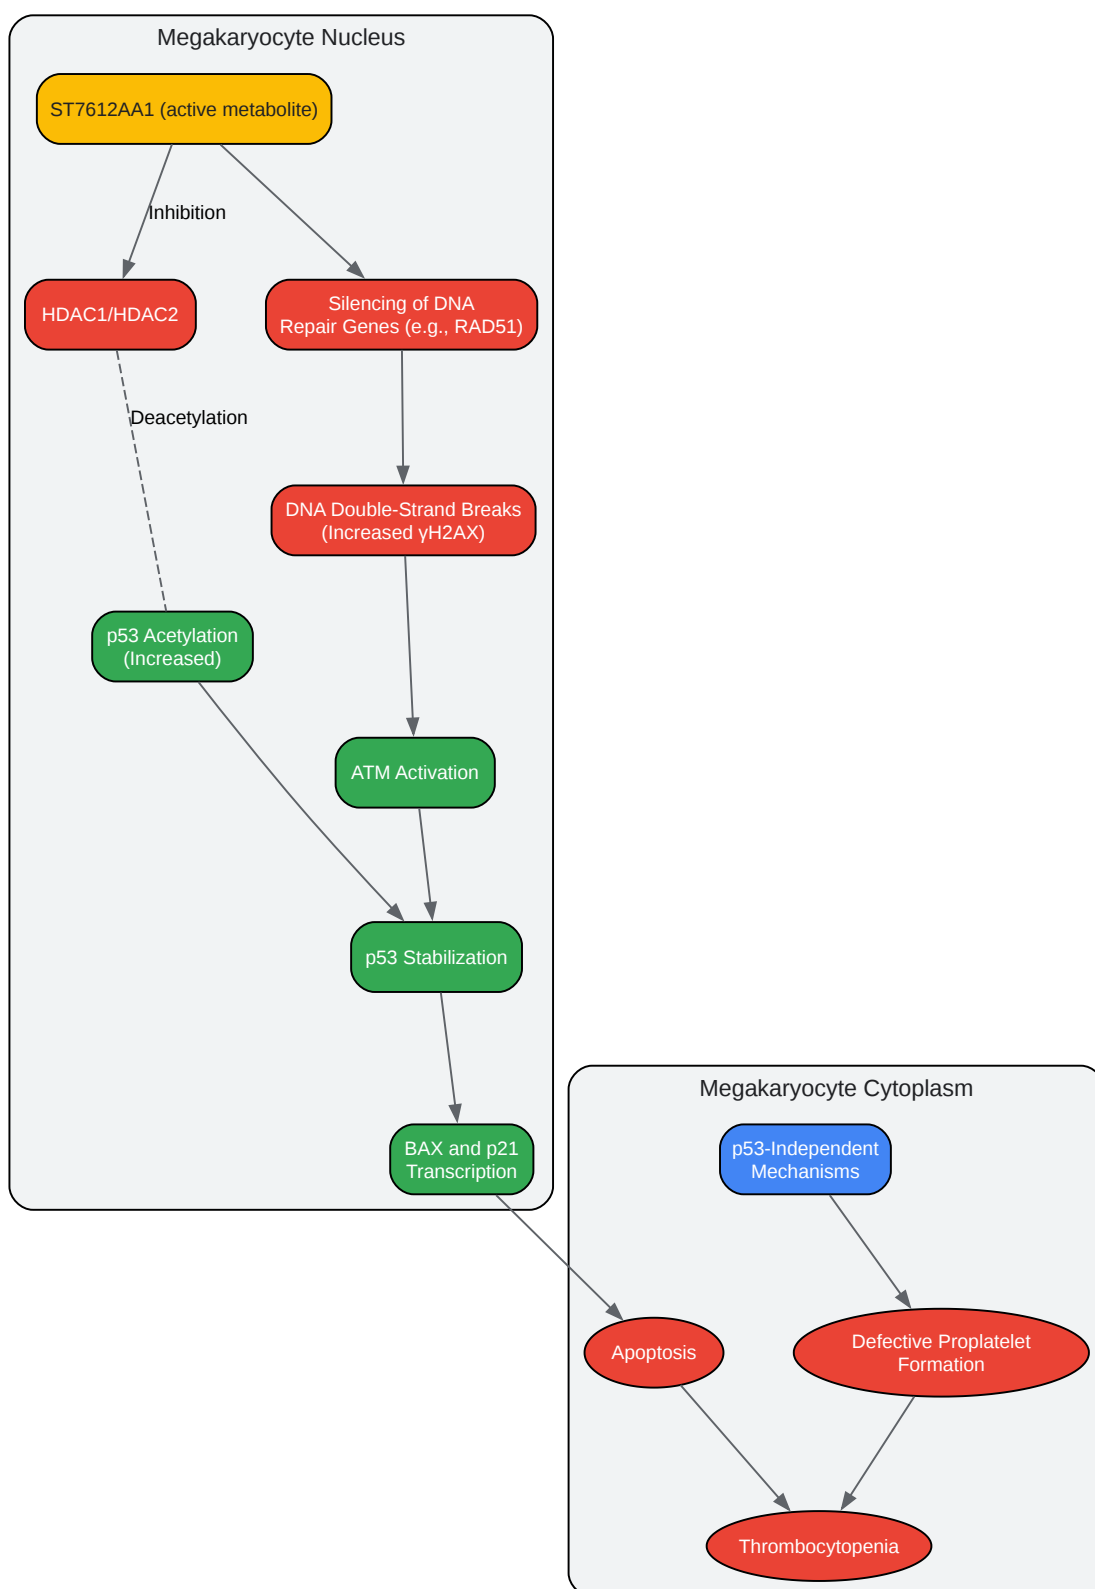 Megakaryocyte Nucleus
ST7612AA1 (active metabolite)
Inhibition
HDAC1/HDAC2
Silencing of DNA
Repair Genes (e.g., RAD51)
Deacetylation
DNA Double-Strand Breaks
(Increased γH2AX)
p53 Acetylation
(Increased)
ATM Activation
p53 Stabilization
BAX and p21
Transcription
Megakaryocyte Cytoplasm
p53-Independent
Mechanisms
Apoptosis
Defective Proplatelet
Formation
Thrombocytopenia